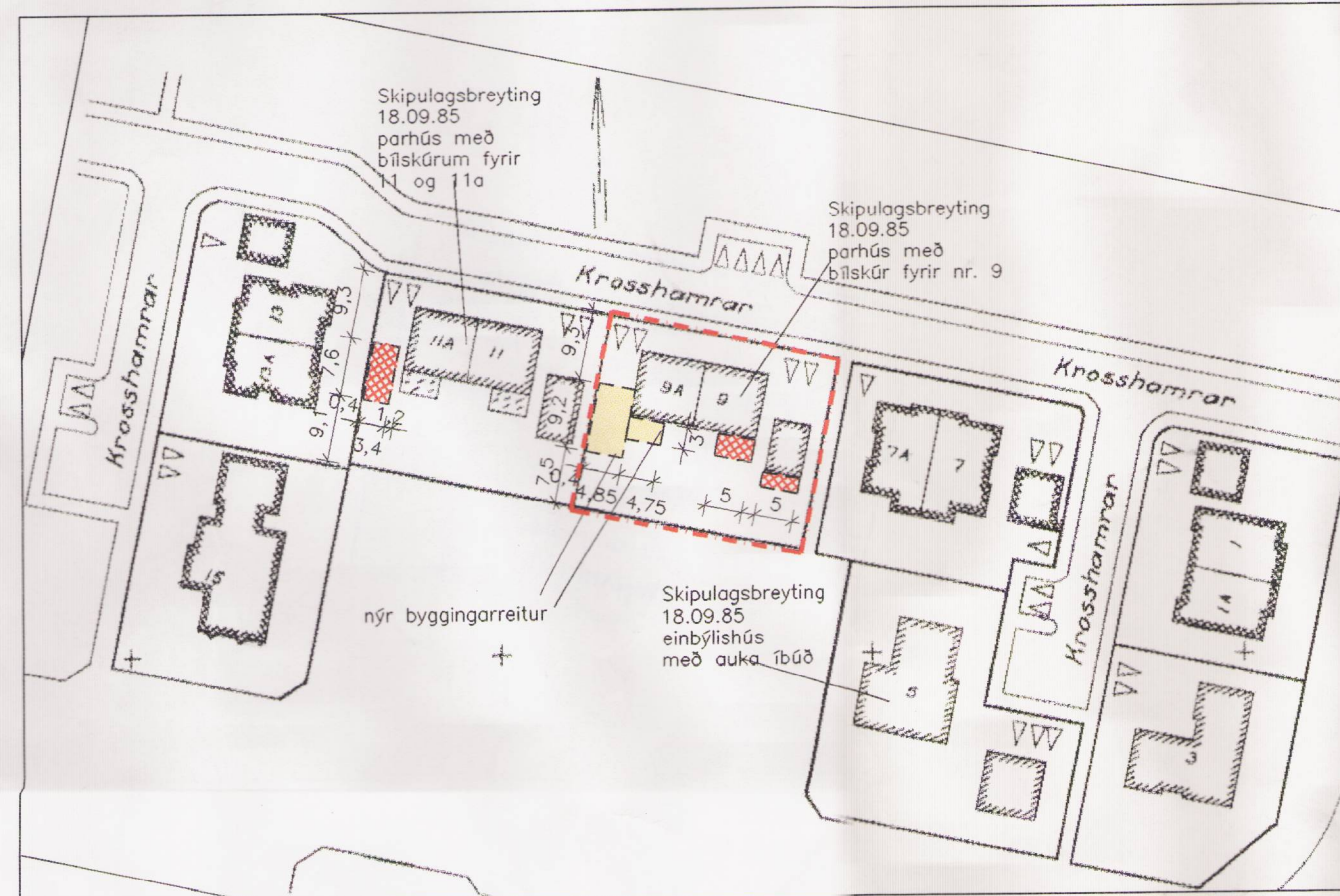 Skipulagsbreyting
18.09.85
parhús með
bílskúrum fyrir
11 og 11a
Skipulagsbreyting
18.09.85
parhús með
bílskúr fyrir nr. 9
Krosshamrar
Krosshamrar
Krosshamrar
Krosshamrar
13
13A
9,3
7,6
0,4
9,1
1,2
3,4
11A
11
9,3
9,2
7,5
0,4
4,85
4,75
9A
9
3
5
5
7A
7
1
1A
15
nýr byggingarreitur
Skipulagsbreyting
18.09.85
einbýlishús
með auka íbúð
5
3